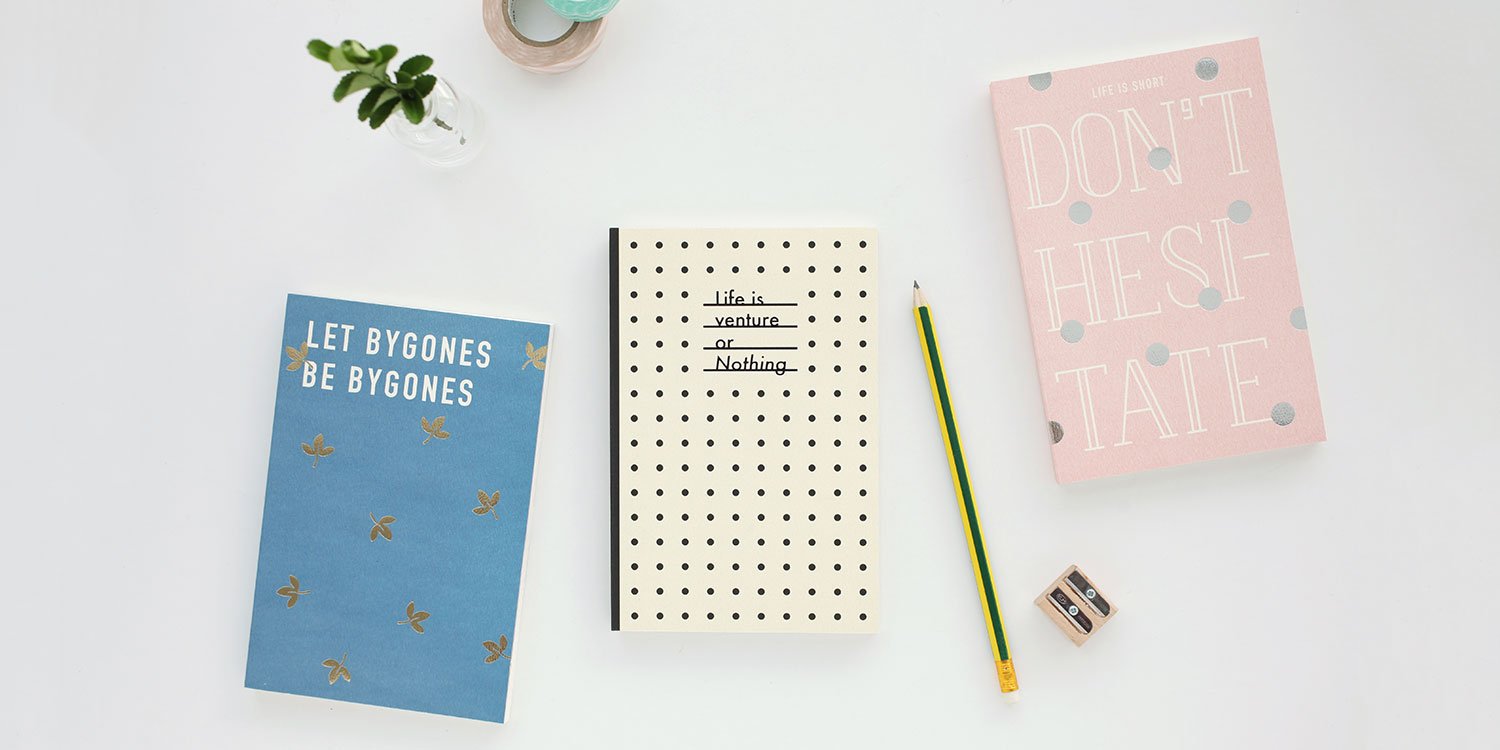 LET BYGONES
BE BYGONES
Life is
venture
or
Nothing
LIFE IS SHORT
DON'T
HESI-
TATE